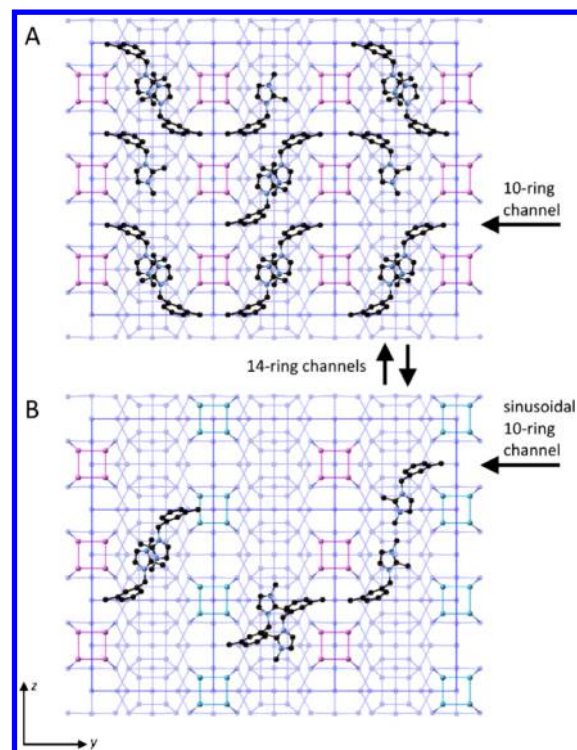 A
10-ring
channel
14-ring channels
B
sinusoidal
10-ring
channel
z
y